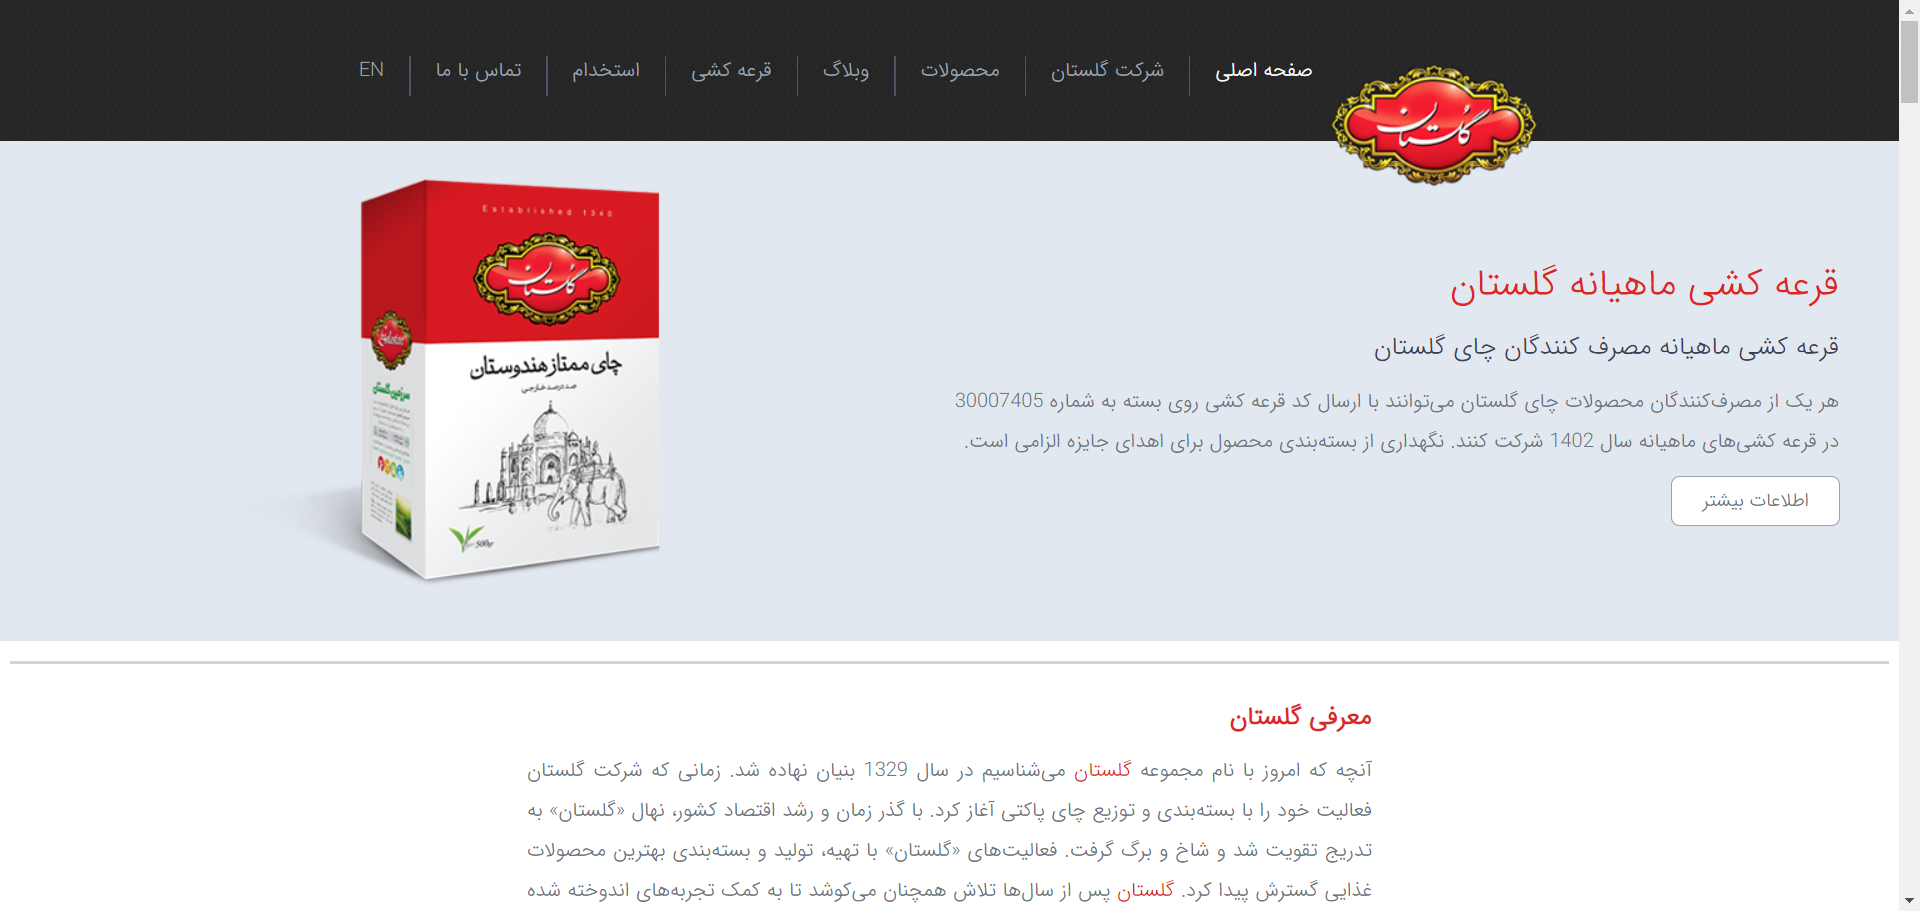 صفحه اصلی
شرکت گلستان
محصولات
وبلاگ
قرعه کشی
استخدام
تماس با ما
EN
گلستان
قرعه کشی ماهیانه گلستان
قرعه کشی ماهیانه مصرف کنندگان چای گلستان
هر یک از مصرف‌کنندگان محصولات چای گلستان می‌توانند با ارسال کد قرعه کشی روی بسته به شماره 30007405
در قرعه کشی‌های ماهیانه سال 1402 شرکت کنند. نگهداری از بسته‌بندی محصول برای اهدای جایزه الزامی است.
اطلاعات بیشتر
Established 1340
گلستان
چای ممتاز هندوستان
صد درصد خارجی
500gr
Golestan
سرزمین گلستان
معرفی گلستان
آنچه که امروز با نام مجموعه گلستان می‌شناسیم در سال 1329 بنیان نهاده شد. زمانی که شرکت گلستان
فعالیت خود را با بسته‌بندی و توزیع چای پاکتی آغاز کرد. با گذر زمان و رشد اقتصاد کشور، نهال «گلستان» به
تدریج تقویت شد و شاخ و برگ گرفت. فعالیت‌های «گلستان» با تهیه، تولید و بسته‌بندی بهترین محصولات
غذایی گسترش پیدا کرد. گلستان پس از سال‌ها تلاش همچنان می‌کوشد تا به کمک تجربه‌های اندوخته شده